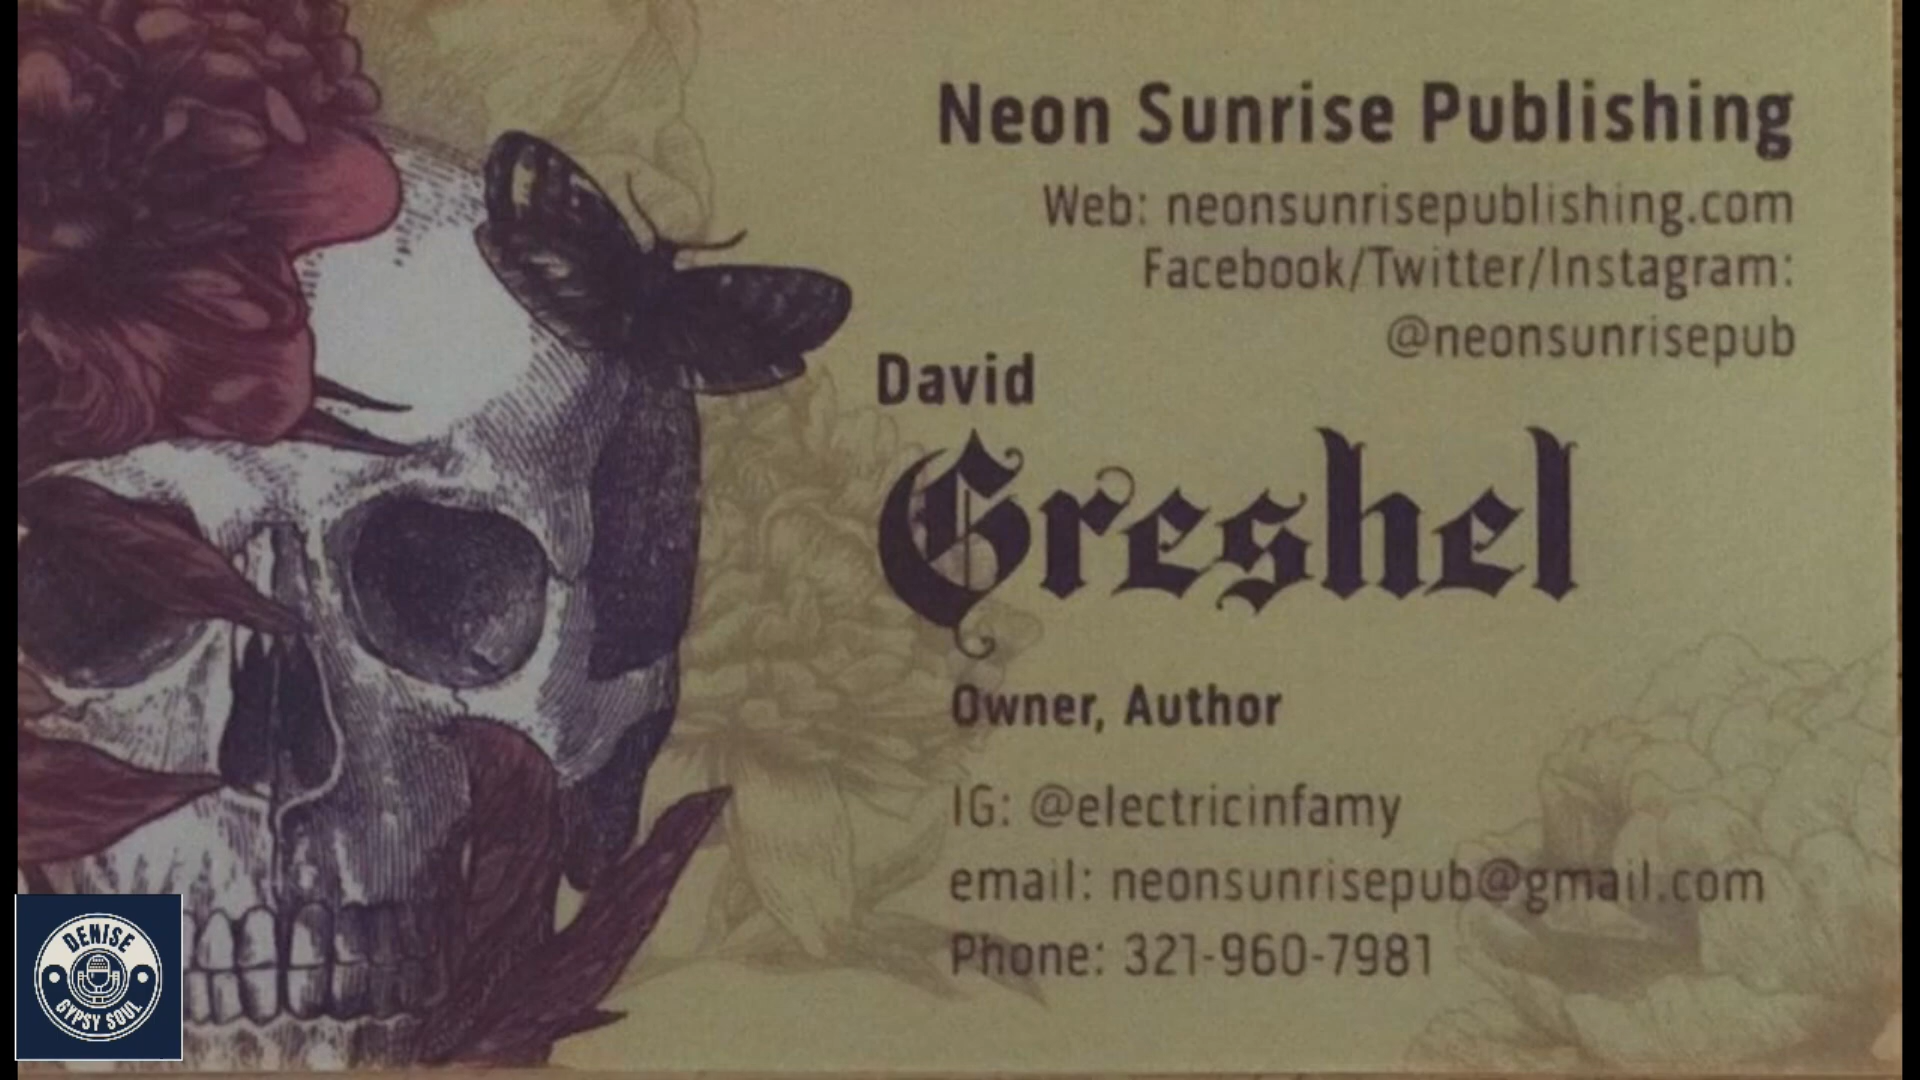 Neon Sunrise Publishing
Web: neonsunrisepublishing.com
Facebook/Twitter/Instagram:
@neonsunrisepub
David
Greshel
Owner, Author
IG: @electricinfamy
email: neonsunrisepub@gmail.com
Phone: 321-960-7981
DENISE
GYPSY SOUL